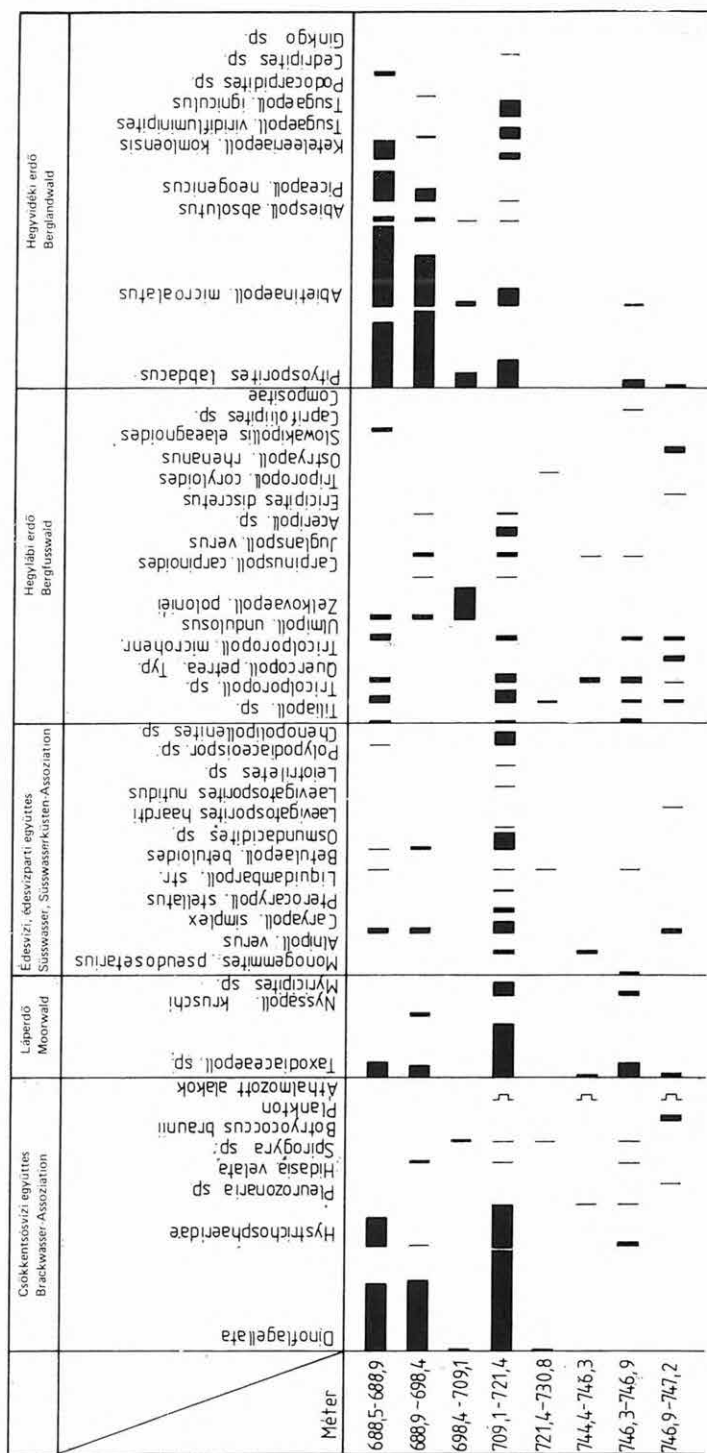 Csökkentsósvízi együttes
Brackwasser-Assoziation
Láperdő
Moorwald
Édesvízi, édesvízparti együttes
Süsswasser, Süsswasserküsten-Assoziation
Hegylábi erdő
Bergfusswald
Hegyvidéki erdő
Berglandwald
Méter
Dinoflagellata
Hystrichosphaeridae
Pleurozonaria sp
Hidasia velata
Spirogyra sp.
Botryococcus braunii
Plankton
Áthalmozott alakok
Taxodiaceaepoll. sp.
Nyssapoll. kruschi
Myricipites sp.
Monogemmites pseudosetarius
Alnipoll. verus
Caryapoll. simplex
Pterocarypoll. stellatus
Liquidambarpoll. str.
Betulaepoll. betuloides
Osmundacidites sp.
Laevigatosporites haardti
Laevigatosporites nutidus
Leiotriletes sp
Polypodiaceoispor. sp.
Chenopolipollenites sp.
Tiliapoll. sp.
Tricolporopoll. sp.
Quercopoll. petrea Typ.
Tricolporopoll. microhenr.
Ulmipoll. undulosus
Zelkovaepoll. poloniéi
Carpinuspoll. carpinoides
Juglanspoll. verus
Aceripoll. sp.
Ericipites discretus
Triporopoll. coryloides
Ostryapoll. rhenanus
Slowakipollis elaeagnoides
Caprifoliipites sp.
Compositae
Pityosporites labdacus
Abietinaepoll. microalatus
Abiespoll. absolutus
Piceapoll. neogenicus
Keteleeriaepoll. komloensis
Tsugaepoll. viridifluminipites
Tsugaepoll. igniculus
Podocarpidites sp
Cedripites sp.
Ginkgo sp.
688,5-688,9
688,9-698,4
698,4-709,1
709,1-721,4
721,4-730,8
744,4-746,3
746,3-746,9
746,9-747,2